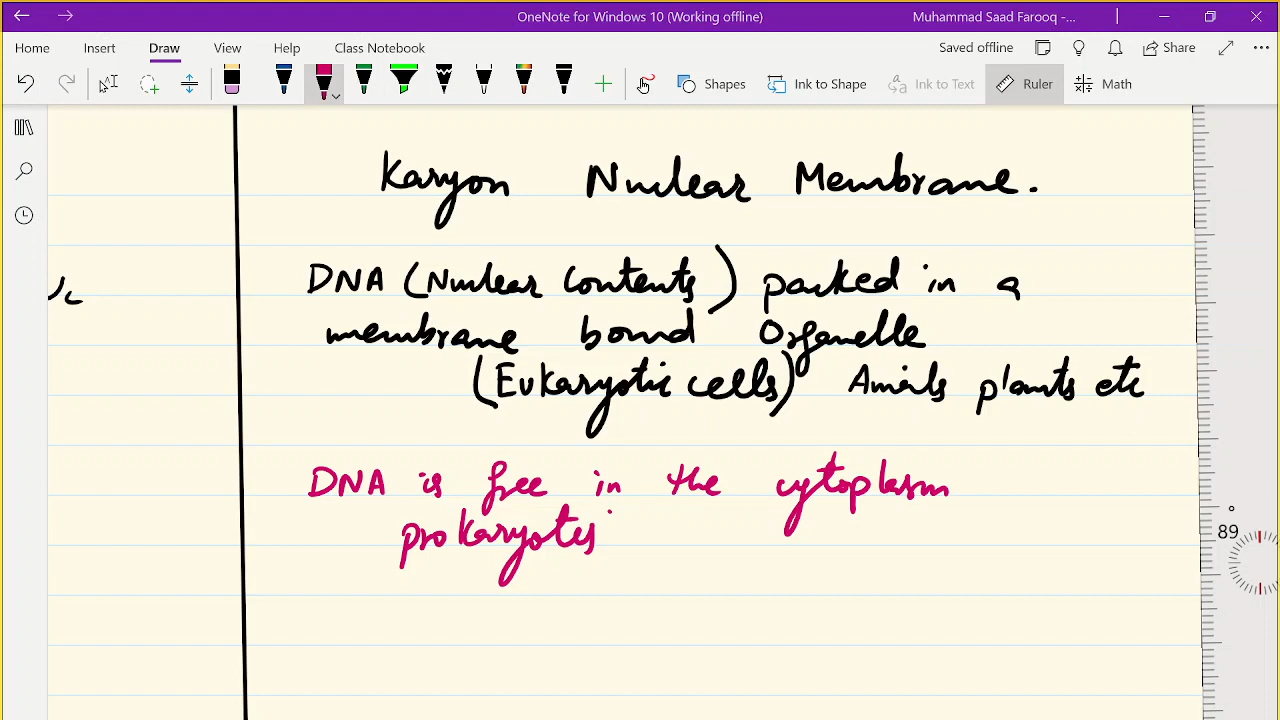 OneNote for Windows 10 (Working offline)
Muhammad Saad Farooq -...
Home Insert Draw View Help Class Notebook
Saved offline Share
Shapes Ink to Shape Ink to Text Ruler Math
Karyon Nuclear Membrane.
DNA (Nuclear Contents) packed in a
membrane bound Organelle
(Eukaryotic cells) Amials plants etc
DNA is free in the cytoplasm
prokaryotes
89